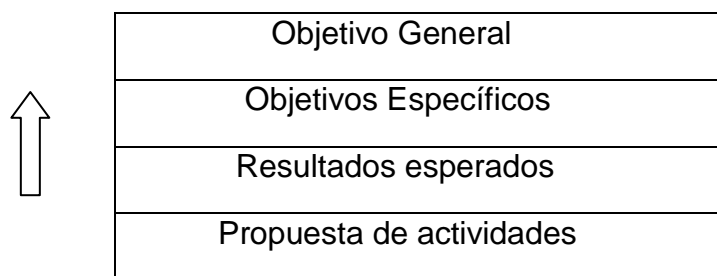 Objetivo General
Objetivos Específicos
Resultados esperados
Propuesta de actividades